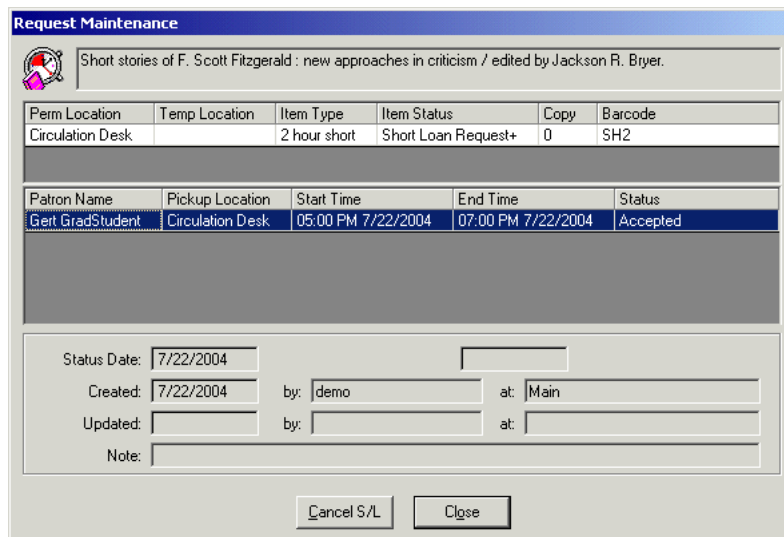 Request Maintenance
Short stories of F. Scott Fitzgerald : new approaches in criticism / edited by Jackson R. Bryer.
Perm Location Temp Location Item Type Item Status Copy Barcode
Circulation Desk 2 hour short Short Loan Request+ 0 SH2
Patron Name Pickup Location Start Time End Time Status
Gert GradStudent Circulation Desk 05:00 PM 7/22/2004 07:00 PM 7/22/2004 Accepted
Status Date: 7/22/2004
Created: 7/22/2004 by: demo at: Main
Updated: by: at:
Note:
Cancel S/L Close